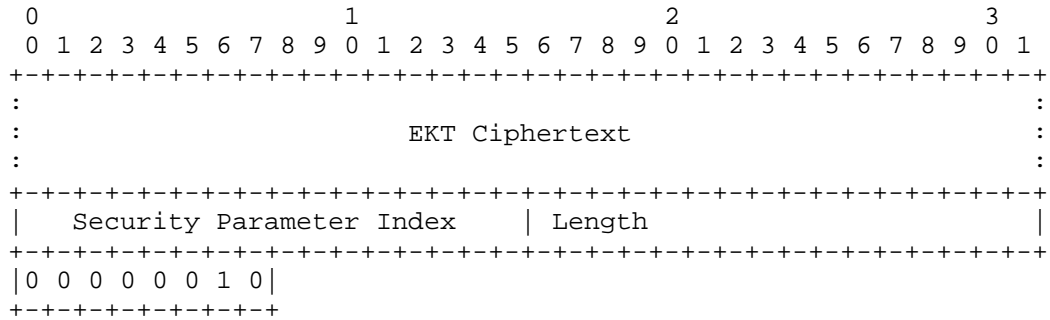 0                   1                   2                   3
 0 1 2 3 4 5 6 7 8 9 0 1 2 3 4 5 6 7 8 9 0 1 2 3 4 5 6 7 8 9 0 1
+-+-+-+-+-+-+-+-+-+-+-+-+-+-+-+-+-+-+-+-+-+-+-+-+-+-+-+-+-+-+-+-+
:                                                               :
:                        EKT Ciphertext                         :
:                                                               :
+-+-+-+-+-+-+-+-+-+-+-+-+-+-+-+-+-+-+-+-+-+-+-+-+-+-+-+-+-+-+-+-+
|   Security Parameter Index    | Length                        |
+-+-+-+-+-+-+-+-+-+-+-+-+-+-+-+-+-+-+-+-+-+-+-+-+-+-+-+-+-+-+-+-+
|0 0 0 0 0 0 1 0|
+-+-+-+-+-+-+-+-+